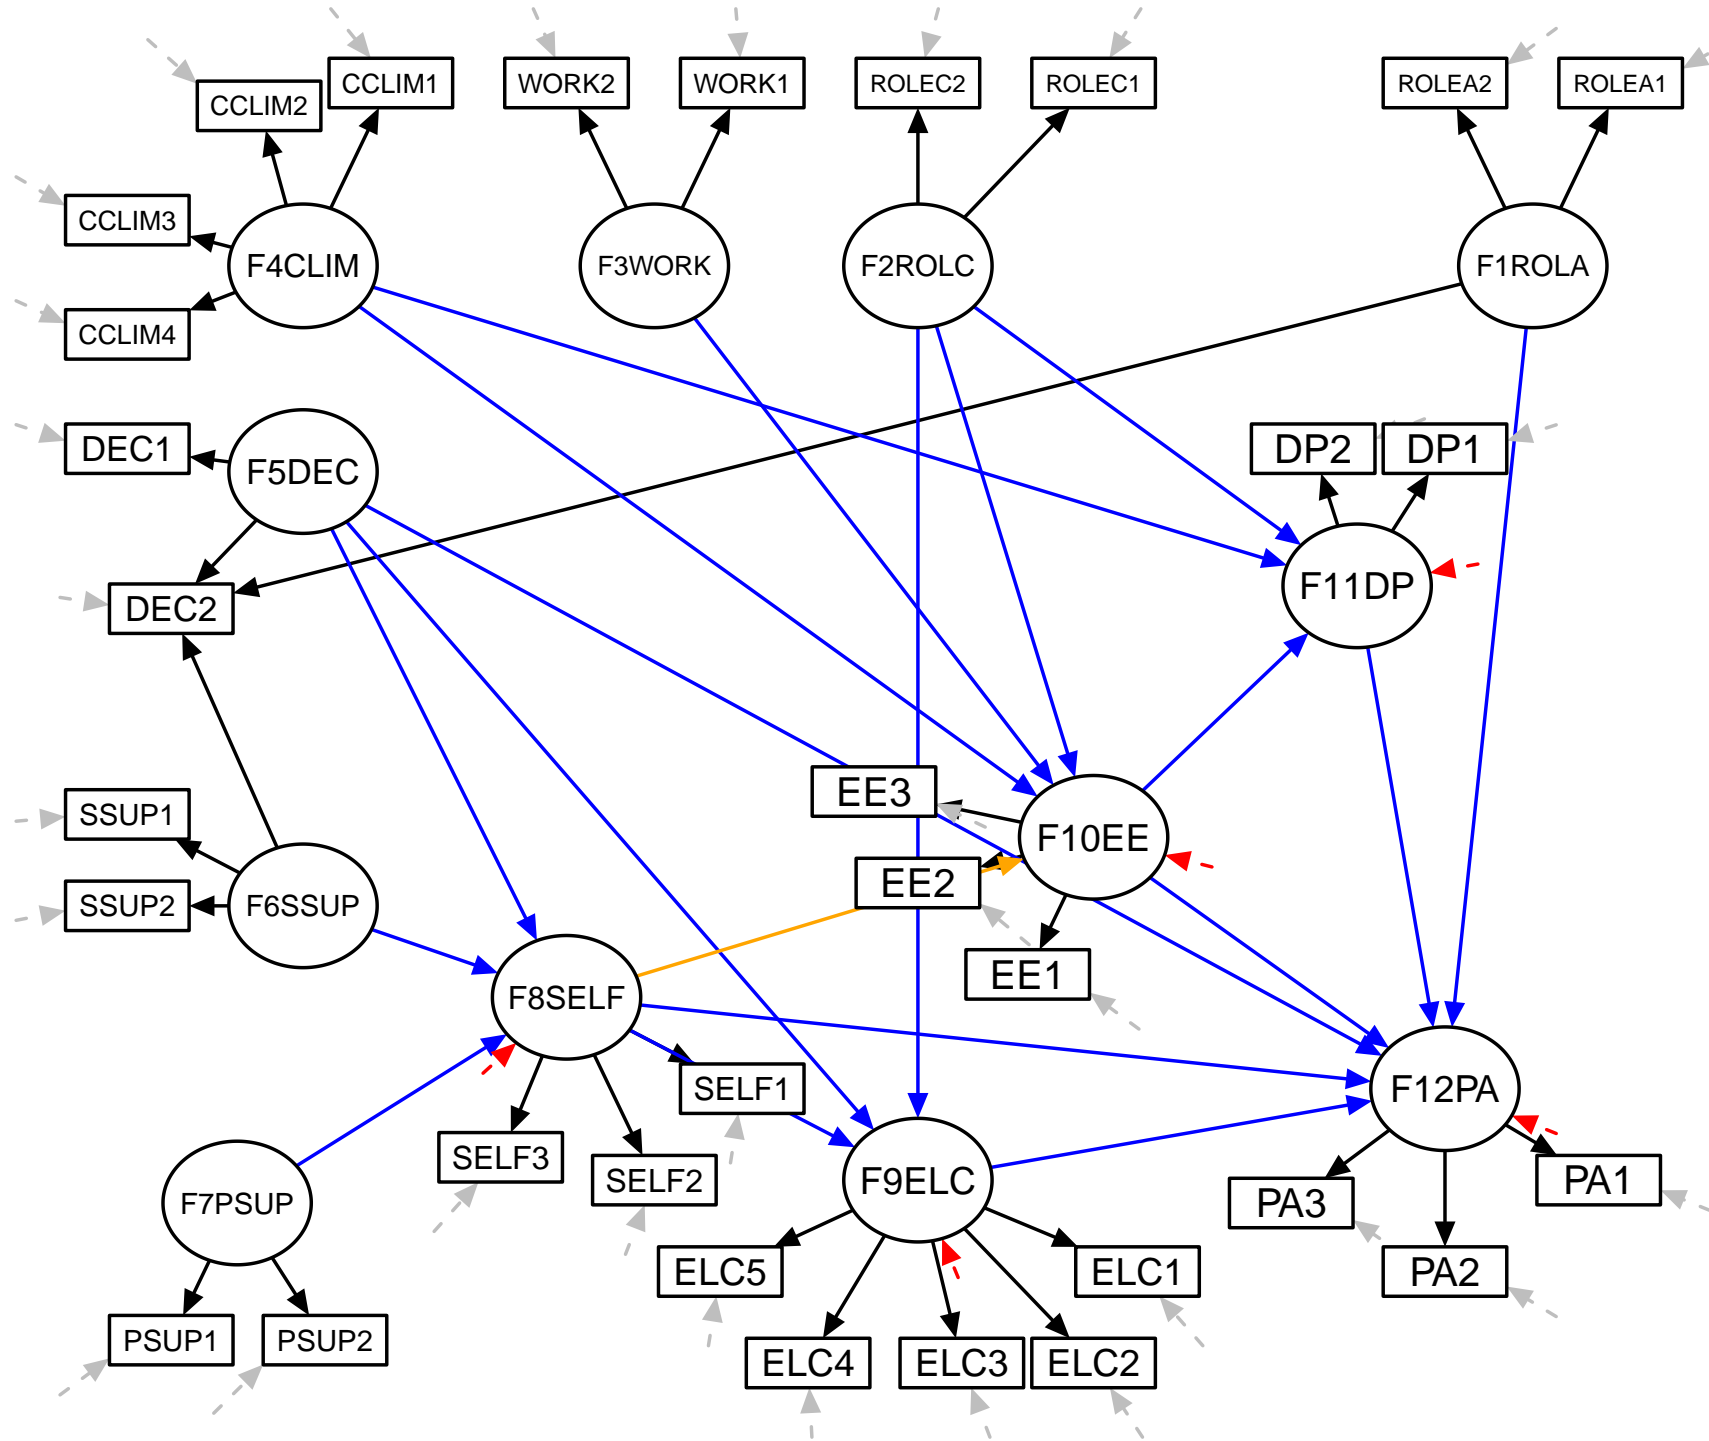 CCLIM1
WORK2
WORK1
ROLEC2
ROLEC1
ROLEA2
ROLEA1
CCLIM2
CCLIM3
F4CLIM
F3WORK
F2ROLC
F1ROLA
CCLIM4
DEC1
F5DEC
DP2
DP1
F11DP
DEC2
EE3
SSUP1
F10EE
EE2
SSUP2
F6SSUP
EE1
F8SELF
SELF1
F12PA
SELF3
SELF2
F9ELC
PA1
F7PSUP
PA3
ELC5
ELC1
PA2
PSUP1
PSUP2
ELC4
ELC3
ELC2